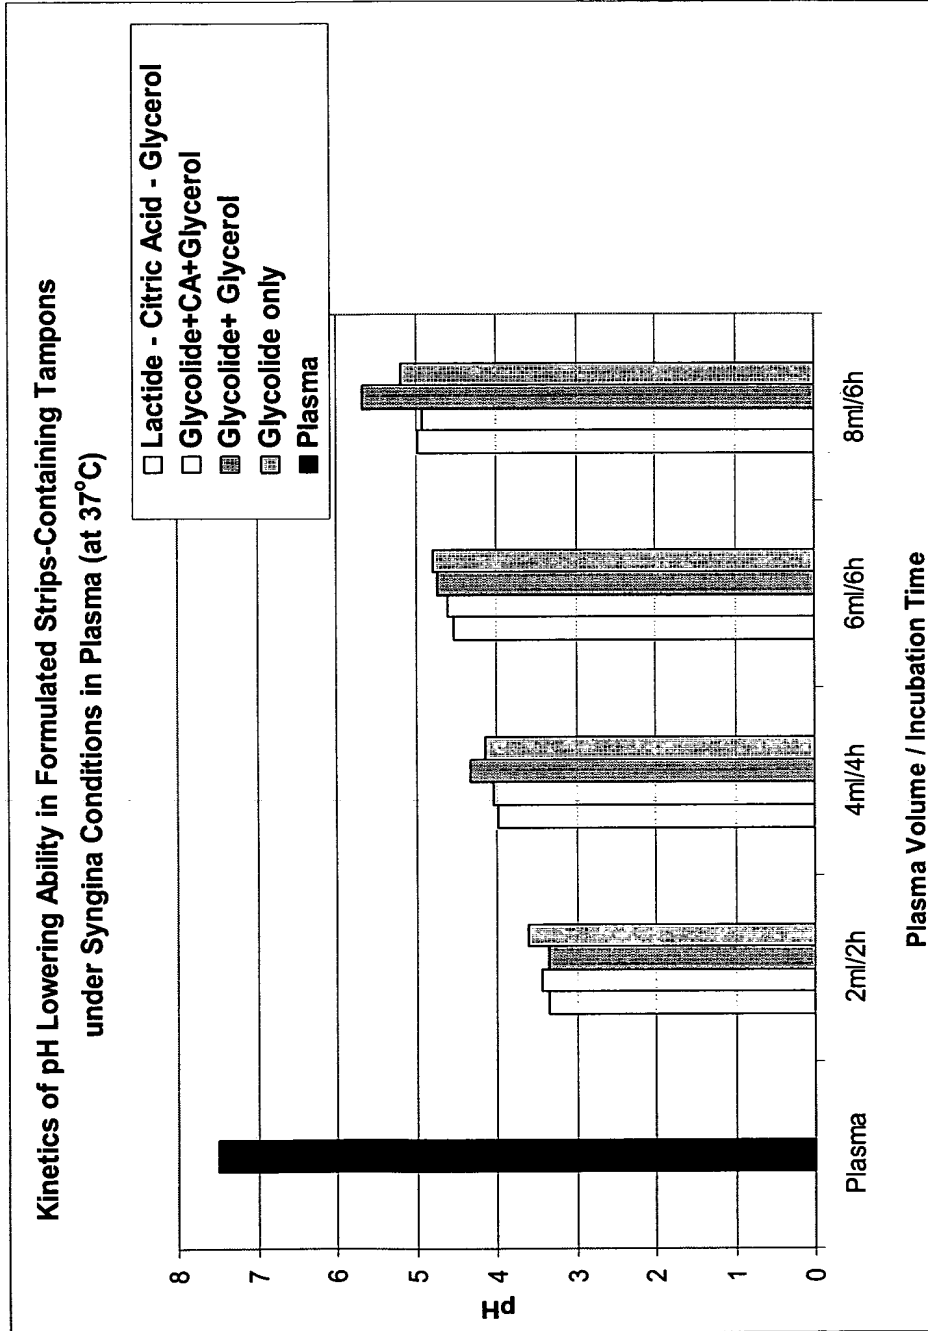 Kinetics of pH Lowering Ability in Formulated Strips-Containing Tampons
under Syngina Conditions in Plasma (at 37°C)
Lactide - Citric Acid - Glycerol
Glycolide+CA+Glycerol
Glycolide+ Glycerol
Glycolide only
Plasma
8
7
6
5
4
3
2
1
0
pH
Plasma 2ml/2h 4ml/4h 6ml/6h 8ml/6h
Plasma Volume / Incubation Time